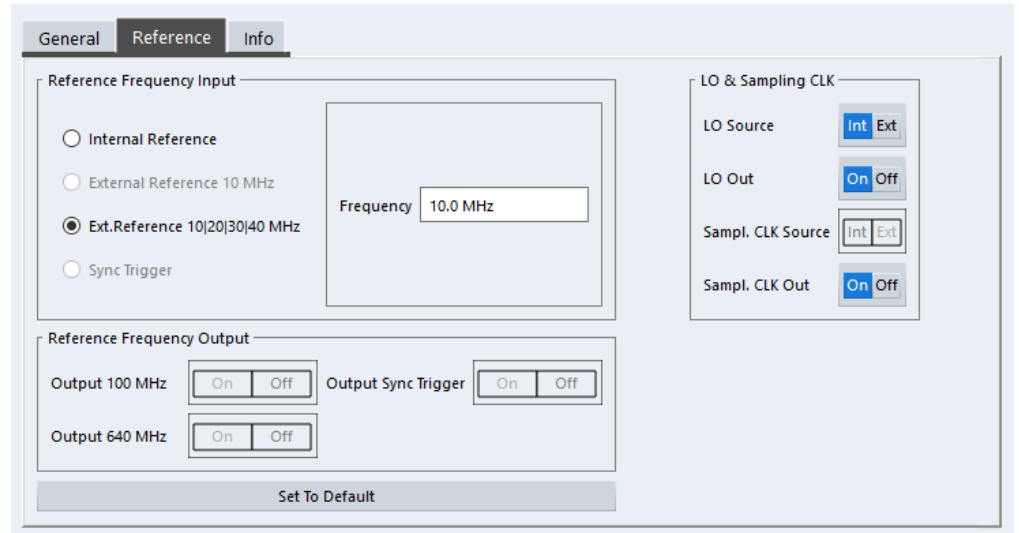 General Reference Info
Reference Frequency Input
Internal Reference
External Reference 10 MHz
Ext.Reference 10|20|30|40 MHz
Sync Trigger
Frequency 10.0 MHz
LO & Sampling CLK
LO Source Int Ext
LO Out On Off
Sampl. CLK Source Int Ext
Sampl. CLK Out On Off
Reference Frequency Output
Output 100 MHz On Off Output Sync Trigger On Off
Output 640 MHz On Off
Set To Default